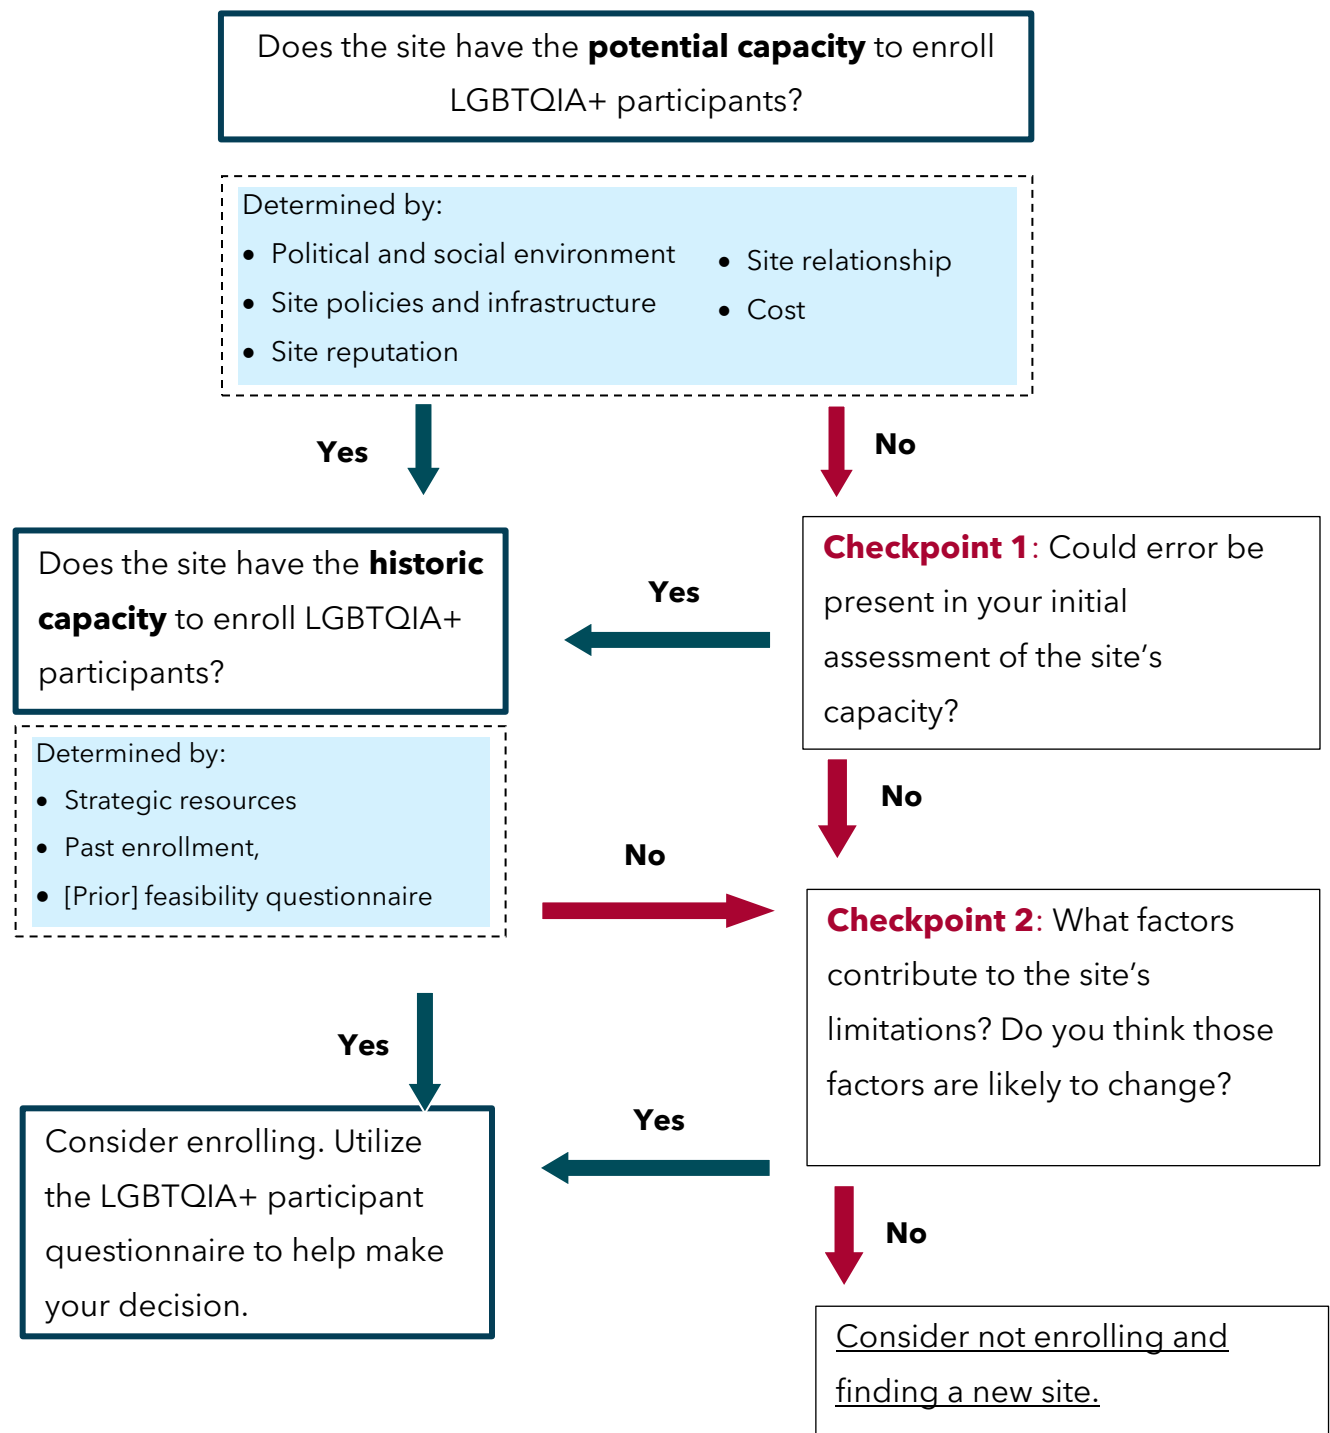 Does the site have the potential capacity to enroll
LGBTQIA+ participants?
Determined by:
• Political and social environment
• Site policies and infrastructure
• Site reputation
• Site relationship
• Cost
Yes
No
Does the site have the historic
capacity to enroll LGBTQIA+
participants?
Yes
Checkpoint 1: Could error be
present in your initial
assessment of the site’s
capacity?
Determined by:
• Strategic resources
• Past enrollment,
• [Prior] feasibility questionnaire
No
No
Checkpoint 2: What factors
contribute to the site’s
limitations? Do you think those
factors are likely to change?
Yes
Yes
Consider enrolling. Utilize
the LGBTQIA+ participant
questionnaire to help make
your decision.
No
Consider not enrolling and
finding a new site.